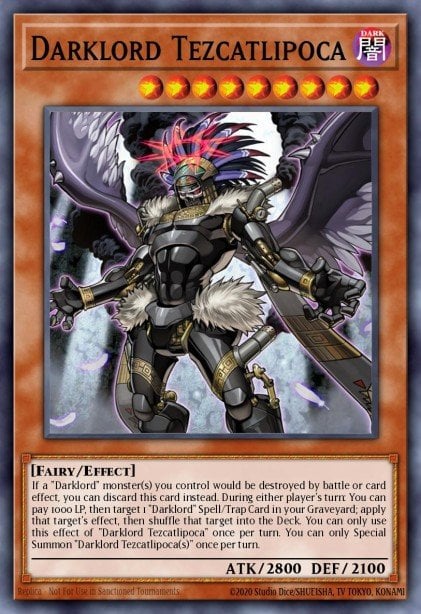 DARKLORD TEZCATLIPOCA
DARK
闇
[FAIRY/EFFECT]
If a "Darklord" monster(s) you control would be destroyed by battle or card
effect, you can discard this card instead. During either player's turn: You can
pay 1000 LP, then target 1 "Darklord" Spell/Trap Card in your Graveyard; apply
that target's effect, then shuffle that target into the Deck. You can only use
this effect of "Darklord Tezcatlipoca" once per turn. You can only Special
Summon "Darklord Tezcatlipoca(s)" once per turn.
ATK/2800 DEF/2100
Replica - Not For Use in Sanctioned Tournaments
©2020 Studio Dice/SHUEISHA, TV TOKYO, KONAMI